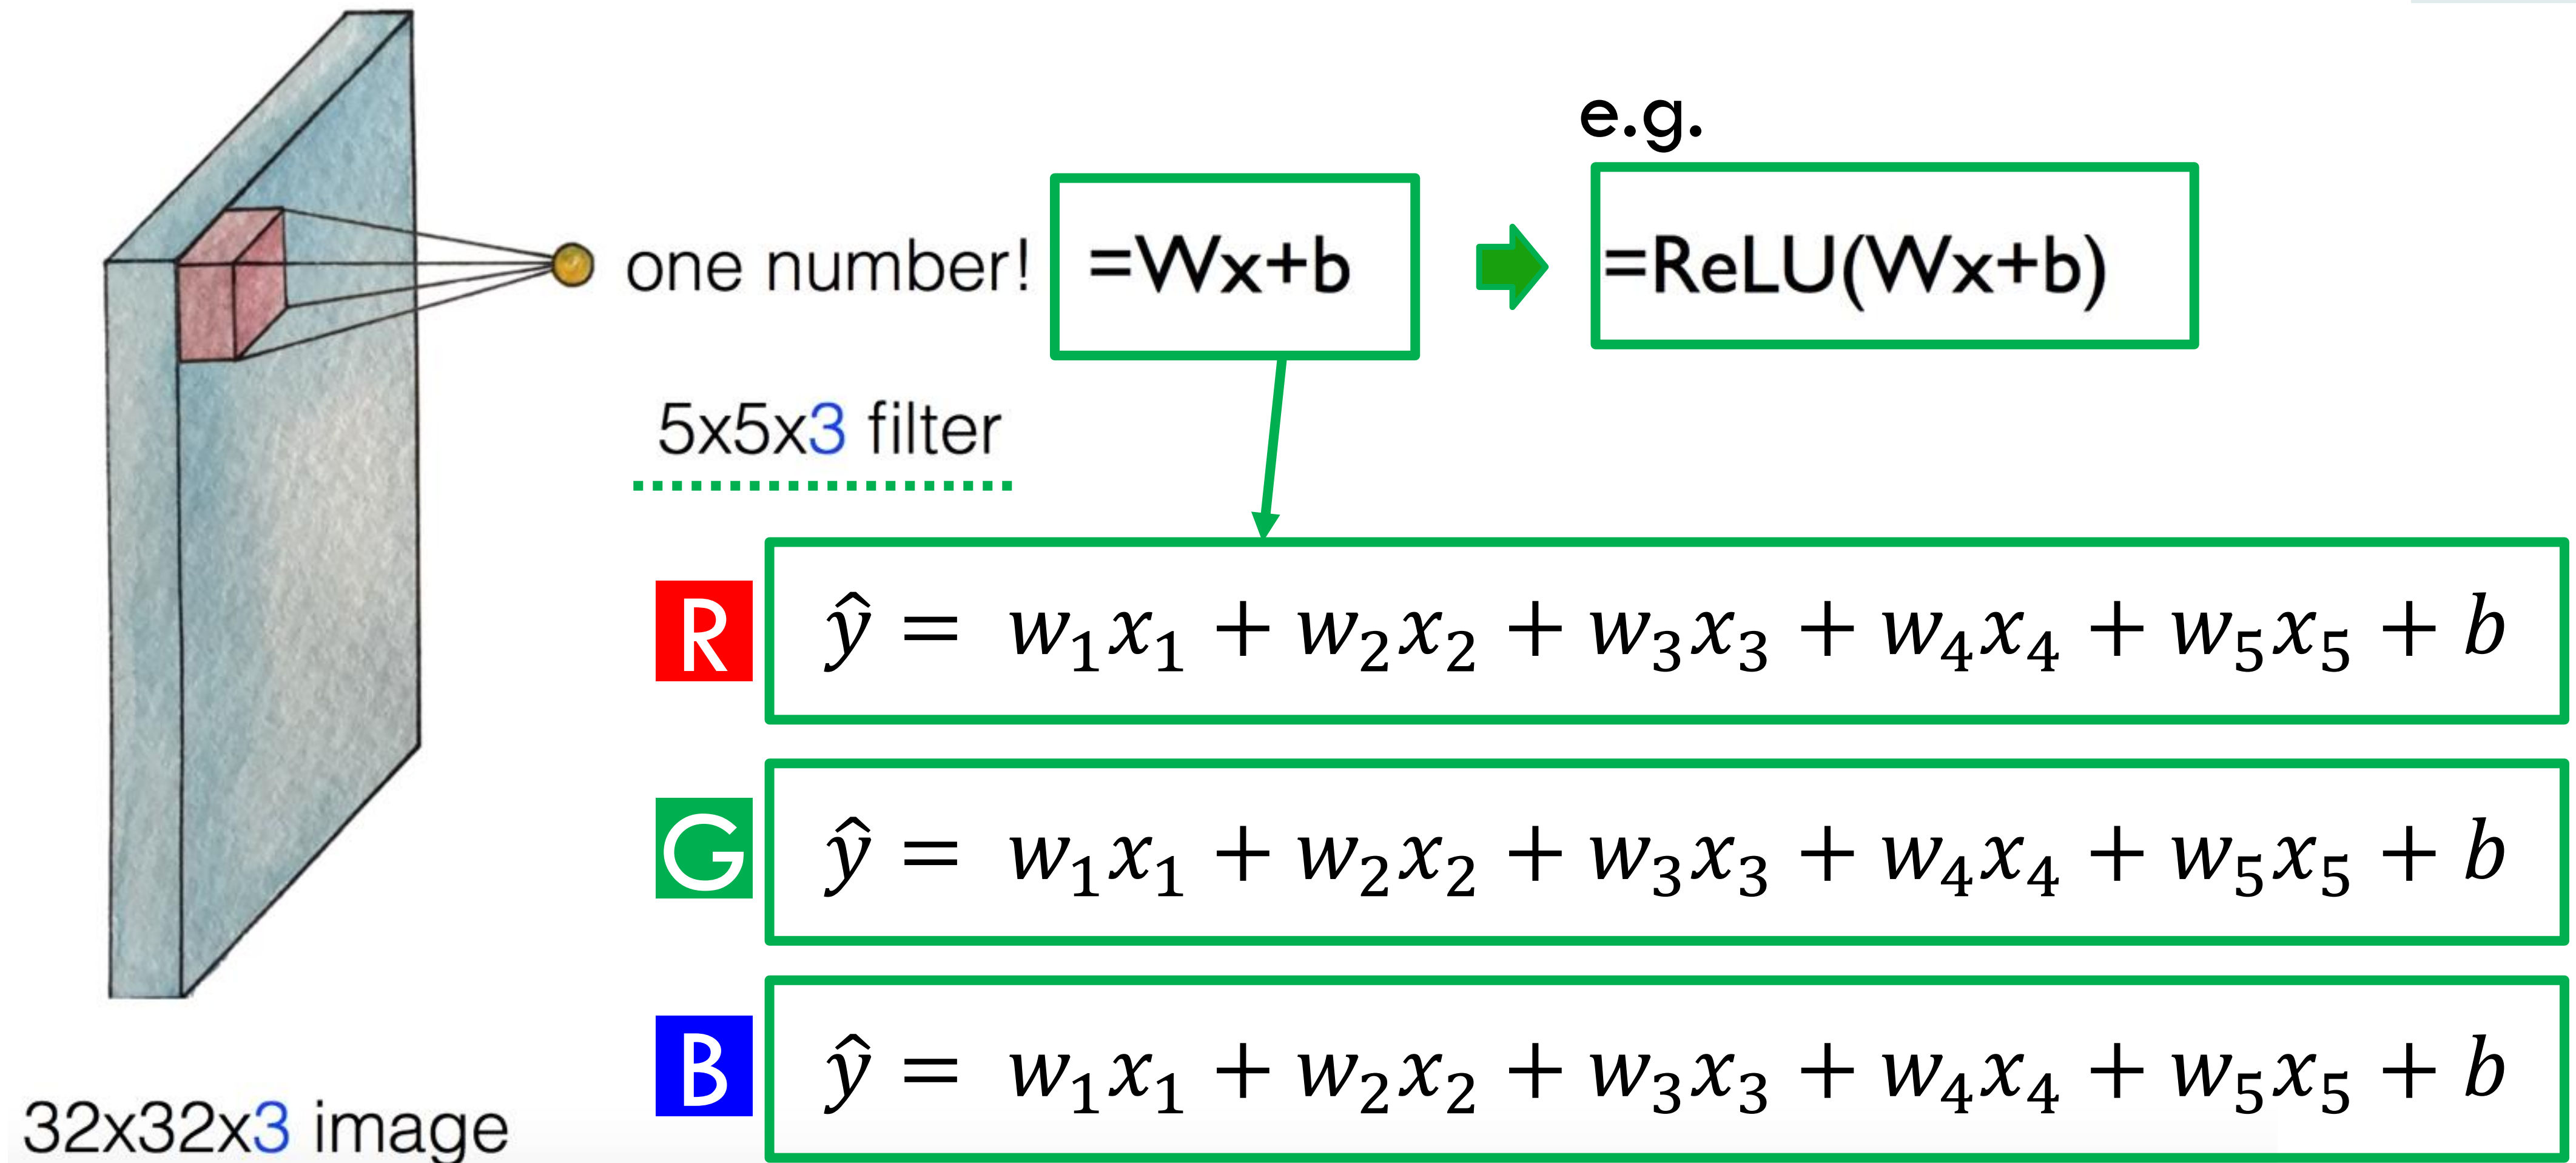 e.g.
one number! =Wx+b =ReLU(Wx+b)
5x5x3 filter
R ŷ = w₁x₁ + w₂x₂ + w₃x₃ + w₄x₄ + w₅x₅ + b
G ŷ = w₁x₁ + w₂x₂ + w₃x₃ + w₄x₄ + w₅x₅ + b
B ŷ = w₁x₁ + w₂x₂ + w₃x₃ + w₄x₄ + w₅x₅ + b
32x32x3 image